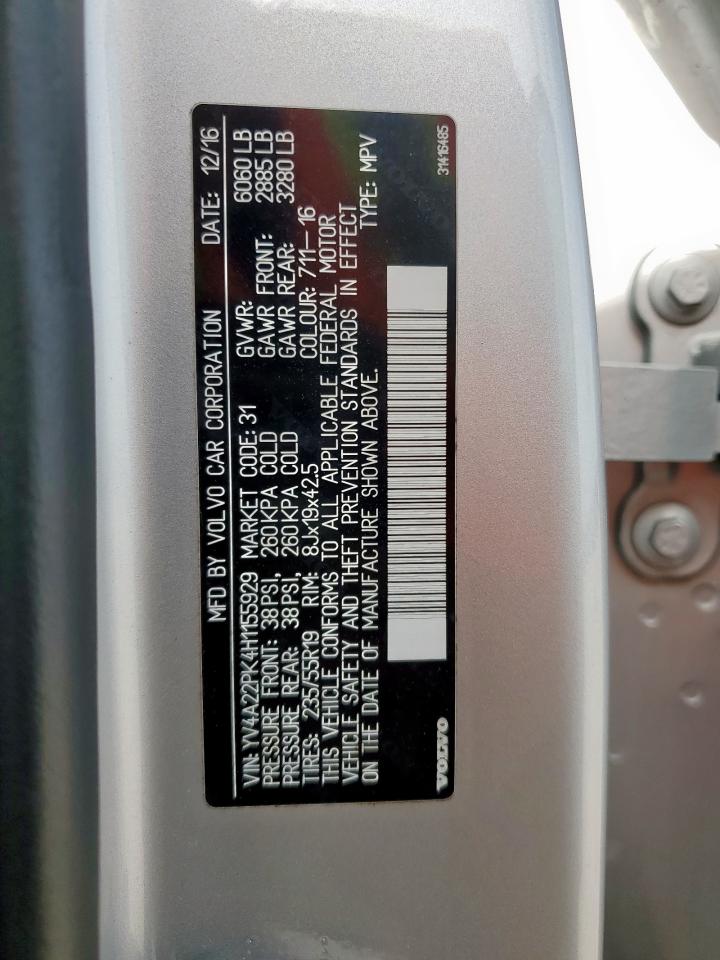 MFD BY VOLVO CAR CORPORATION DATE: 12/16
VIN: YV4A22PK4H1155929 MARKET CODE: 31 GVWR: 6060 LB
PRESSURE FRONT: 38 PSI, 260 KPA COLD GAWR FRONT: 2885 LB
PRESSURE REAR: 38 PSI, 260 KPA COLD GAWR REAR: 3280 LB
TIRES: 235/55R19 RIM: 8Jx19x42.5 COLOUR: 711-16
THIS VEHICLE CONFORMS TO ALL APPLICABLE FEDERAL MOTOR
VEHICLE SAFETY AND THEFT PREVENTION STANDARDS IN EFFECT
ON THE DATE OF MANUFACTURE SHOWN ABOVE. TYPE: MPV
VOLVO 31416485